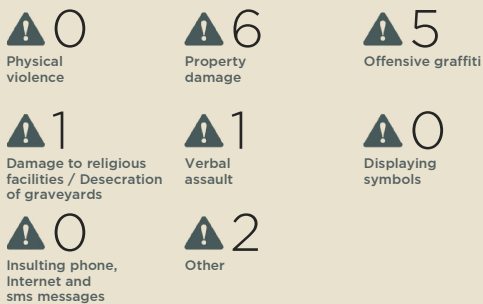 0 6 5
Physical violence
Property damage
Offensive graffiti
1 1 0
Damage to religious facilities / Desecration of graveyards
Verbal assault
Displaying symbols
0 2
Insulting phone, Internet and sms messages
Other